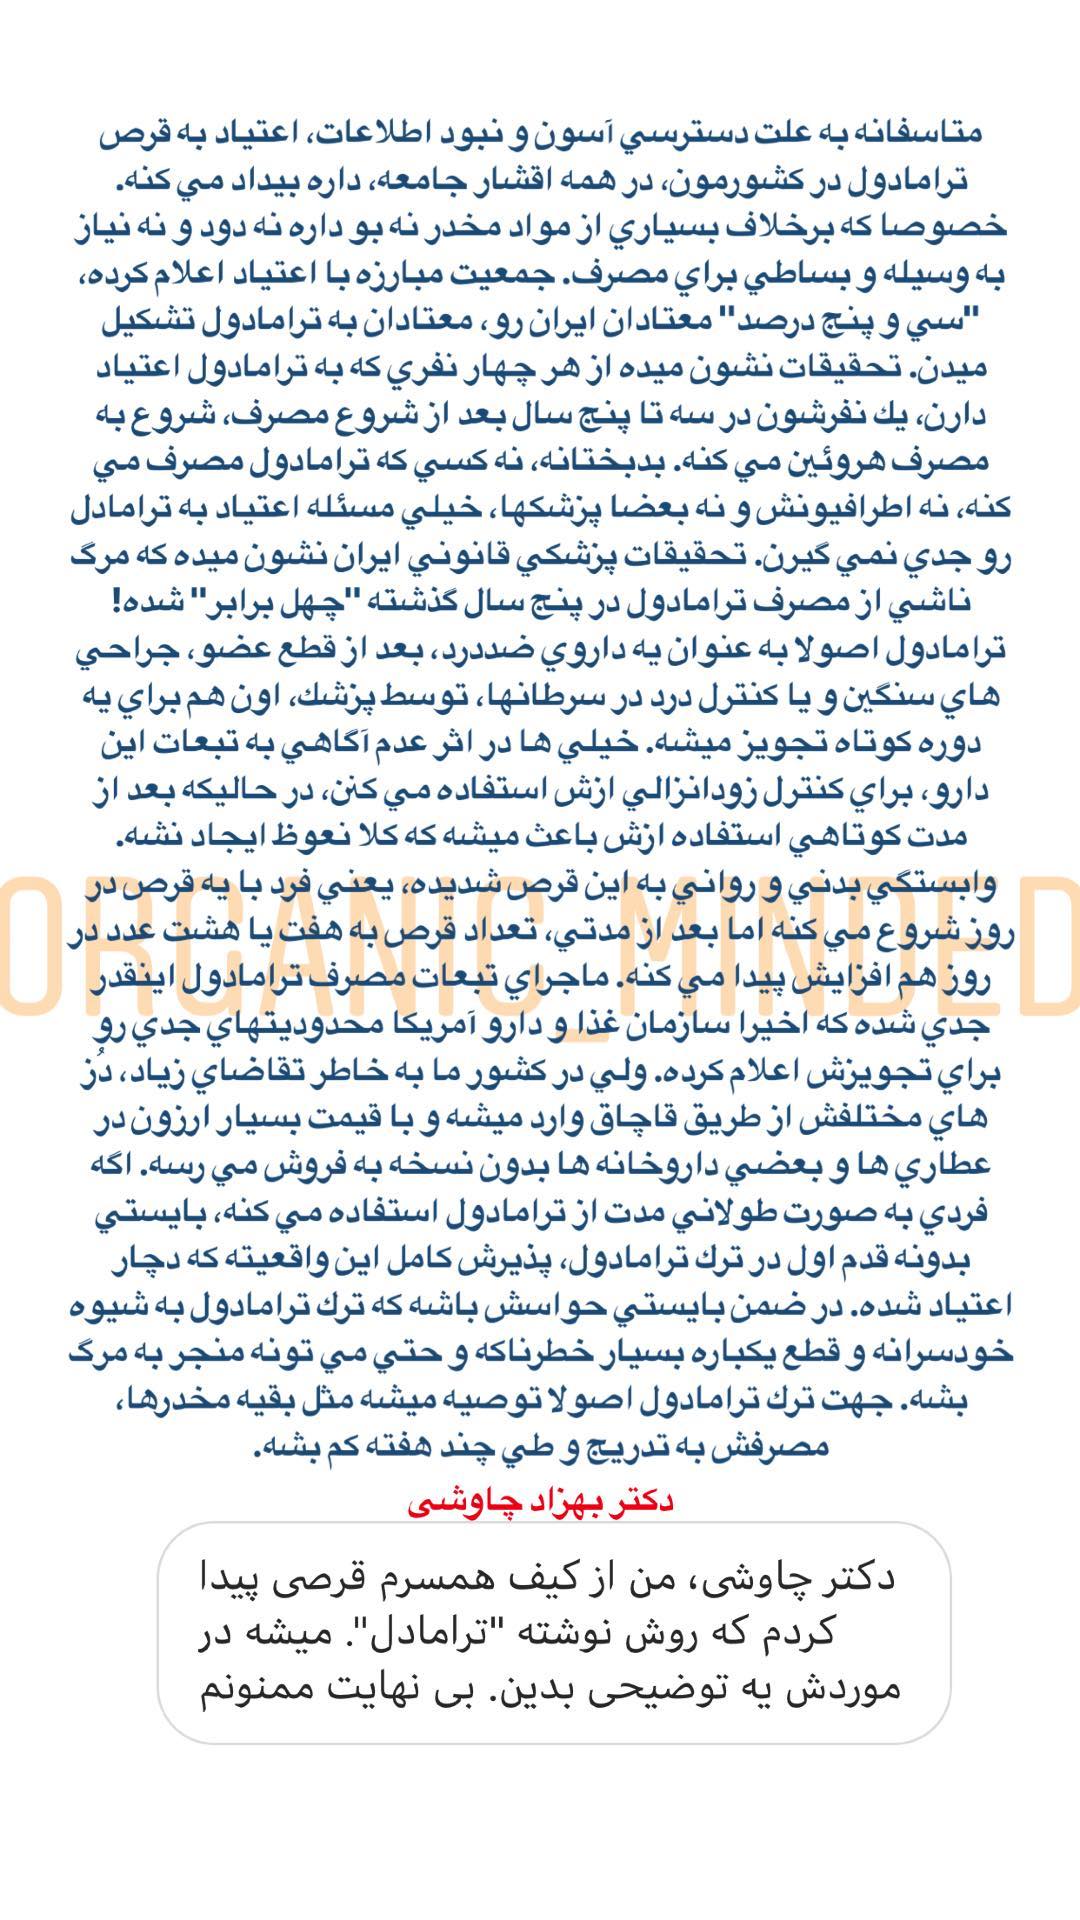 متاسفانه به علت دسترسي آسون و نبود اطلاعات، اعتياد به قرص
ترامادول در كشورمون، در همه اقشار جامعه، داره بيداد مي كنه.
خصوصا كه برخلاف بسياري از مواد مخدر نه بو داره نه دود و نه نياز
به وسيله و بساطي براي مصرف. جمعيت مبارزه با اعتياد اعلام كرده،
"سي و پنج درصد" معتادان ايران رو، معتادان به ترامادول تشكيل
ميدن. تحقيقات نشون ميده از هر چهار نفري كه به ترامادول اعتياد
دارن، يك نفرشون در سه تا پنج سال بعد از شروع مصرف، شروع به
مصرف هروئين مي كنه. بدبختانه، نه كسي كه ترامادول مصرف مي
كنه، نه اطرافيونش و نه بعضا پزشكها، خيلي مسئله اعتياد به ترامادل
رو جدي نمي گيرن. تحقيقات پزشكي قانوني ايران نشون ميده كه مرگ
ناشي از مصرف ترامادول در پنج سال گذشته "چهل برابر" شده!
ترامادول اصولا به عنوان يه داروي ضددرد، بعد از قطع عضو، جراحي
هاي سنگين و يا كنترل درد در سرطانها، توسط پزشك، اون هم براي يه
دوره كوتاه تجويز ميشه. خيلي ها در اثر عدم آگاهي به تبعات اين
دارو، براي كنترل زودانزالي ازش استفاده مي كنن، در حاليكه بعد از
مدت كوتاهي استفاده ازش باعث ميشه كه كلا نعوظ ايجاد نشه.
وابستگي بدني و رواني به اين قرص شديده، يعني فرد با يه قرص در
روز شروع مي كنه اما بعد از مدتي، تعداد قرص به هفت يا هشت عدد در
روز هم افزايش پيدا مي كنه. ماجراي تبعات مصرف ترامادول اينقدر
جدي شده كه اخيرا سازمان غذا و دارو آمريكا محدوديتهاي جدي رو
براي تجويزش اعلام كرده. ولي در كشور ما به خاطر تقاضاي زياد، دُز
هاي مختلفش از طريق قاچاق وارد ميشه و با قيمت بسيار ارزون در
عطاري ها و بعضي داروخانه ها بدون نسخه به فروش مي رسه. اگه
فردي به صورت طولاني مدت از ترامادول استفاده مي كنه، بايستي
بدونه قدم اول در ترك ترامادول، پذيرش كامل اين واقعيته كه دچار
اعتياد شده. در ضمن بايستي حواسش باشه كه ترك ترامادول به شيوه
خودسرانه و قطع يكباره بسيار خطرناكه و حتي مي تونه منجر به مرگ
بشه. جهت ترك ترامادول اصولا توصيه ميشه مثل بقيه مخدرها،
مصرفش به تدريج و طي چند هفته كم بشه.
ORGANIC_MINDED
دکتر بهزاد چاوشی
دکتر چاوشی، من از کیف همسرم قرصی پیدا
کردم که روش نوشته "ترامادل". میشه در
موردش یه توضیحی بدین. بی نهایت ممنونم